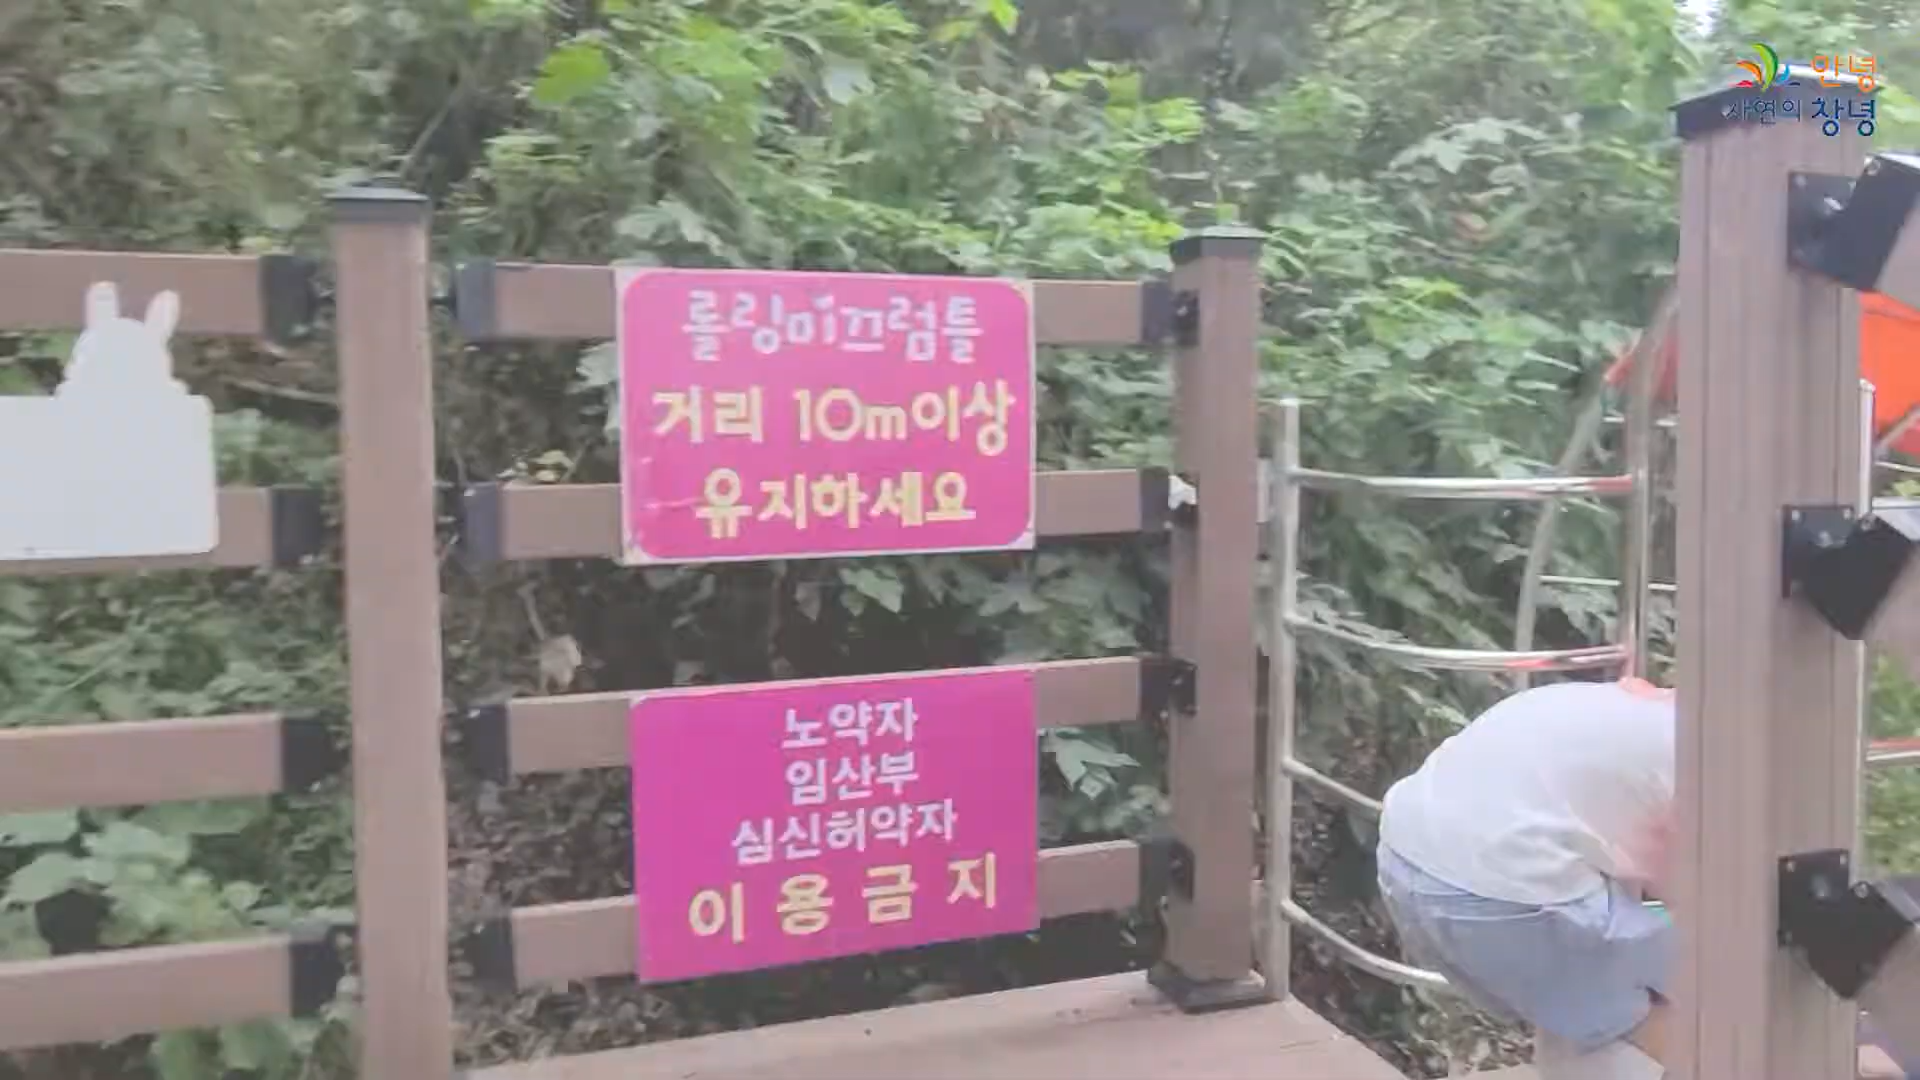 안녕
사연의 창녕
롤링미끄럼틀
거리 10m이상
유지하세요
노약자
임산부
심신허약자
이용금지